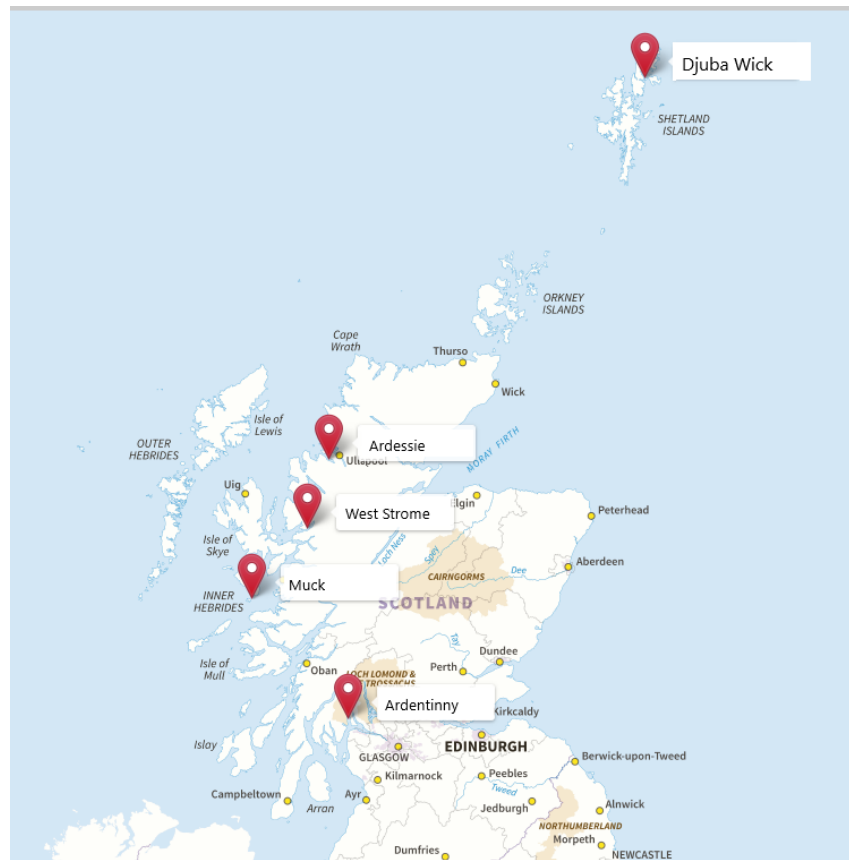 Djuba Wick
SHETLAND
ISLANDS
ORKNEY
ISLANDS
Cape
Wrath
Thurso
Wick
Isle of
Lewis
OUTER
HEBRIDES
Ardessie
Ullapool
MORAY FIRTH
Uig
West Strome
Elgin
Peterhead
Isle of
Skye
Loch Ness
Spey
Dee
Aberdeen
CAIRNGORMS
INNER
HEBRIDES
Muck
SCOTLAND
Tay
Dundee
Isle of
Mull
Oban
Perth
LOCH LOMOND &
TROSSACHS
Ardentinny
Kirkcaldy
Islay
GLASGOW
EDINBURGH
Berwick-upon-Tweed
Kilmarnock
Peebles
Tweed
Campbeltown
Arran
Ayr
Jedburgh
Alnwick
NORTHUMBERLAND
Morpeth
Dumfries
NEWCASTLE